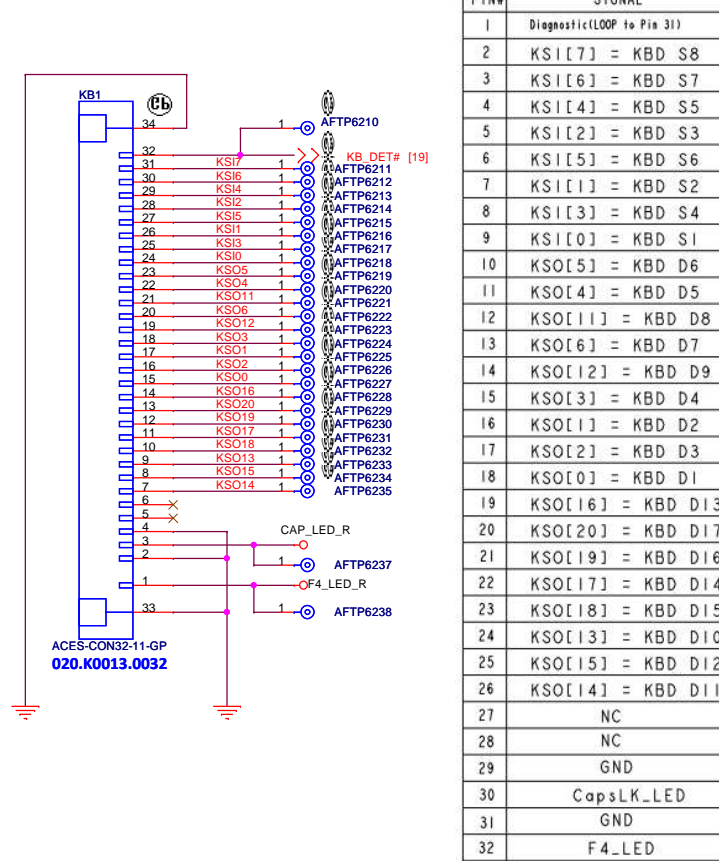 KB1
Cb
34
1
AFTP6210
32
KB_DET# [19]
31 KSI7 1 AFTP6211
30 KSI6 1 AFTP6212
29 KSI4 1 AFTP6213
28 KSI2 1 AFTP6214
27 KSI5 1 AFTP6215
26 KSI1 1 AFTP6216
25 KSI3 1 AFTP6217
24 KSI0 1 AFTP6218
23 KSO5 1 AFTP6219
22 KSO4 1 AFTP6220
21 KSO11 1 AFTP6221
20 KSO6 1 AFTP6222
19 KSO12 1 AFTP6223
18 KSO3 1 AFTP6224
17 KSO1 1 AFTP6225
16 KSO2 1 AFTP6226
15 KSO0 1 AFTP6227
14 KSO16 1 AFTP6228
13 KSO20 1 AFTP6229
12 KSO19 1 AFTP6230
11 KSO17 1 AFTP6231
10 KSO18 1 AFTP6232
9 KSO13 1 AFTP6233
8 KSO15 1 AFTP6234
7 KSO14 1 AFTP6235
6
5
4
CAP_LED_R
3
2
1 AFTP6237
1
F4_LED_R
33
1 AFTP6238
ACES-CON32-11-GP
020.K0013.0032
PIN# SIGNAL
1 Diagnostic(LOOP to Pin 31)
2 KSI[7] = KBD S8
3 KSI[6] = KBD S7
4 KSI[4] = KBD S5
5 KSI[2] = KBD S3
6 KSI[5] = KBD S6
7 KSI[1] = KBD S2
8 KSI[3] = KBD S4
9 KSI[0] = KBD S1
10 KSO[5] = KBD D6
11 KSO[4] = KBD D5
12 KSO[11] = KBD D8
13 KSO[6] = KBD D7
14 KSO[12] = KBD D9
15 KSO[3] = KBD D4
16 KSO[1] = KBD D2
17 KSO[2] = KBD D3
18 KSO[0] = KBD D1
19 KSO[16] = KBD D13
20 KSO[20] = KBD D17
21 KSO[19] = KBD D16
22 KSO[17] = KBD D14
23 KSO[18] = KBD D15
24 KSO[13] = KBD D10
25 KSO[15] = KBD D12
26 KSO[14] = KBD D11
27 NC
28 NC
29 GND
30 CapsLK_LED
31 GND
32 F4_LED